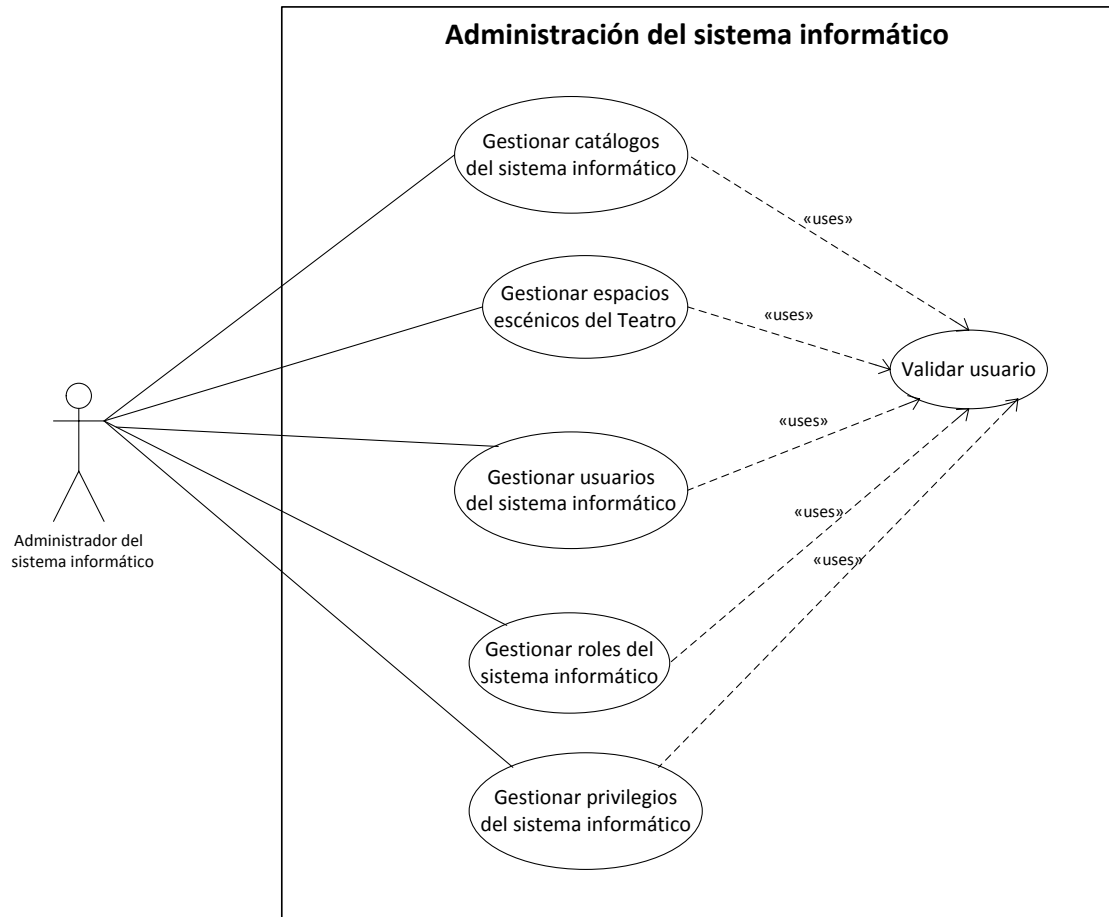 Administración del sistema informático
Gestionar catálogos
del sistema informático
«uses»
Gestionar espacios
escénicos del Teatro
«uses»
Validar usuario
«uses»
Gestionar usuarios
del sistema informático
«uses»
Administrador del
sistema informático
«uses»
Gestionar roles del
sistema informático
Gestionar privilegios
del sistema informático